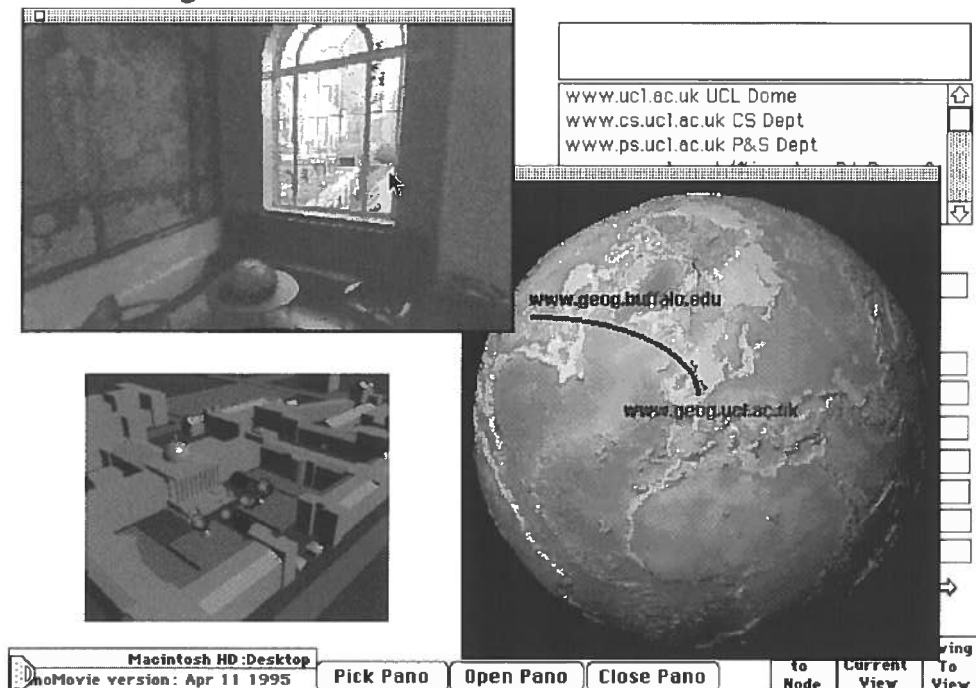 www.ucl.ac.uk UCL Dome
www.cs.ucl.ac.uk CS Dept
www.ps.ucl.ac.uk P&S Dept
www.geog.buffalo.edu
www.geog.ucl.ac.uk
Macintosh HD:Desktop
noMovie version: Apr 11 1995
Pick Pano
Open Pano
Close Pano
to
Node
Current
View
wing
To
View